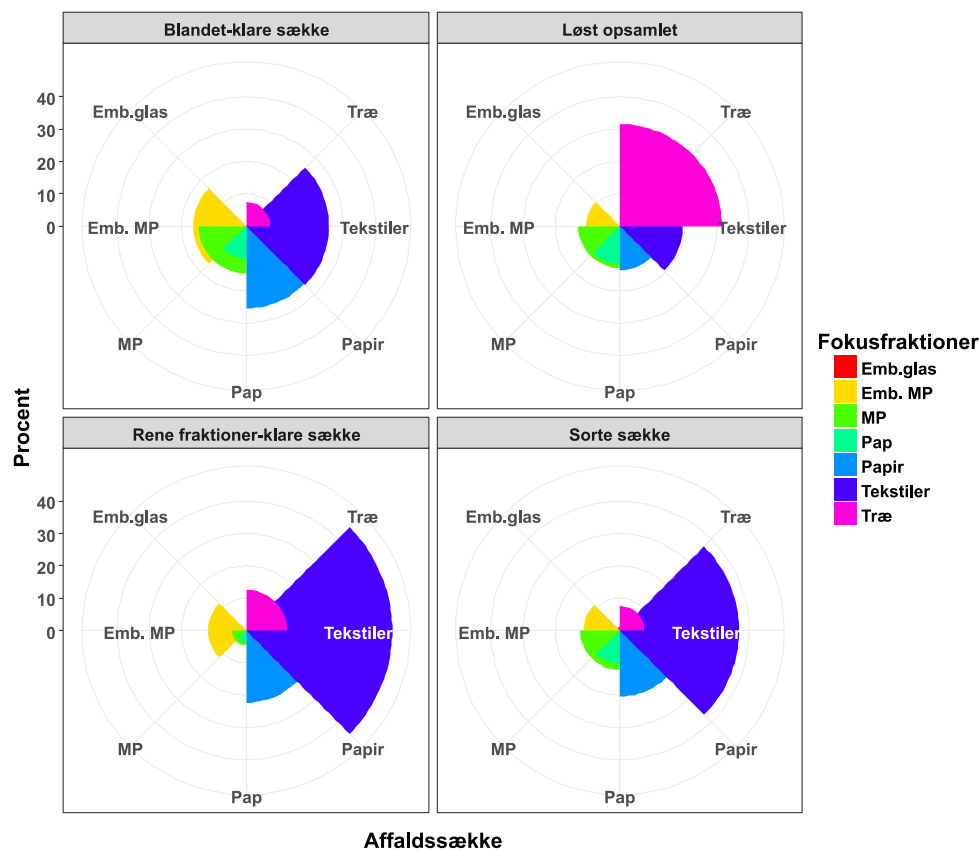 Blandet-klare sække
Løst opsamlet
40
30
20
10
0
Emb.glas
Træ
Emb. MP
Tekstiler
MP
Papir
Pap
Emb.glas
Træ
Emb. MP
Tekstiler
MP
Papir
Pap
Rene fraktioner-klare sække
Sorte sække
40
30
20
10
0
Emb.glas
Træ
Emb. MP
Tekstiler
MP
Papir
Pap
Emb.glas
Træ
Emb. MP
Tekstiler
MP
Papir
Pap
Procent
Affaldssække
Fokusfraktioner
Emb.glas
Emb. MP
MP
Pap
Papir
Tekstiler
Træ